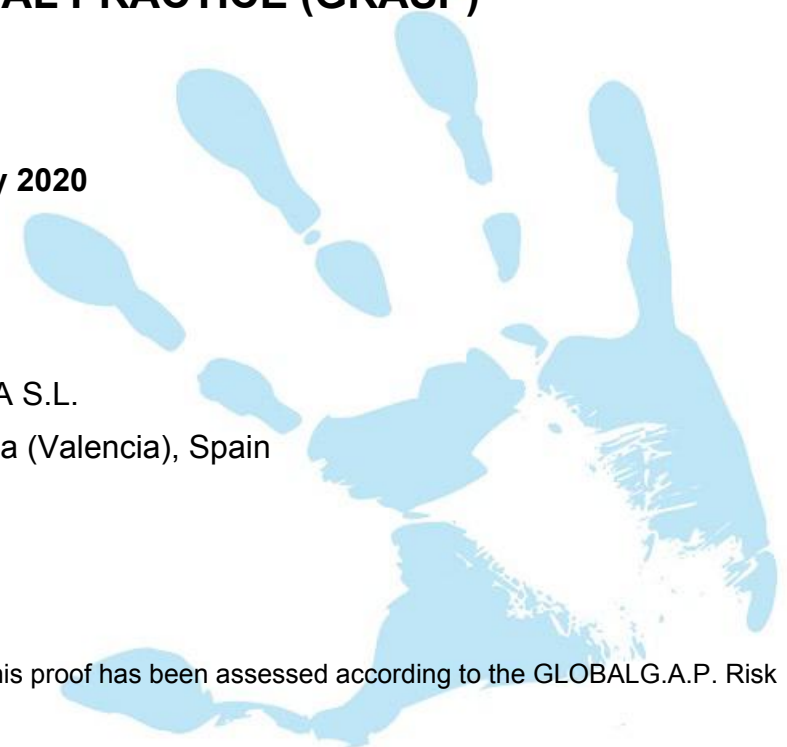 AL PRACTICE (GRASP)
y 2020
A S.L.
a (Valencia), Spain
his proof has been assessed according to the GLOBALG.A.P. Risk